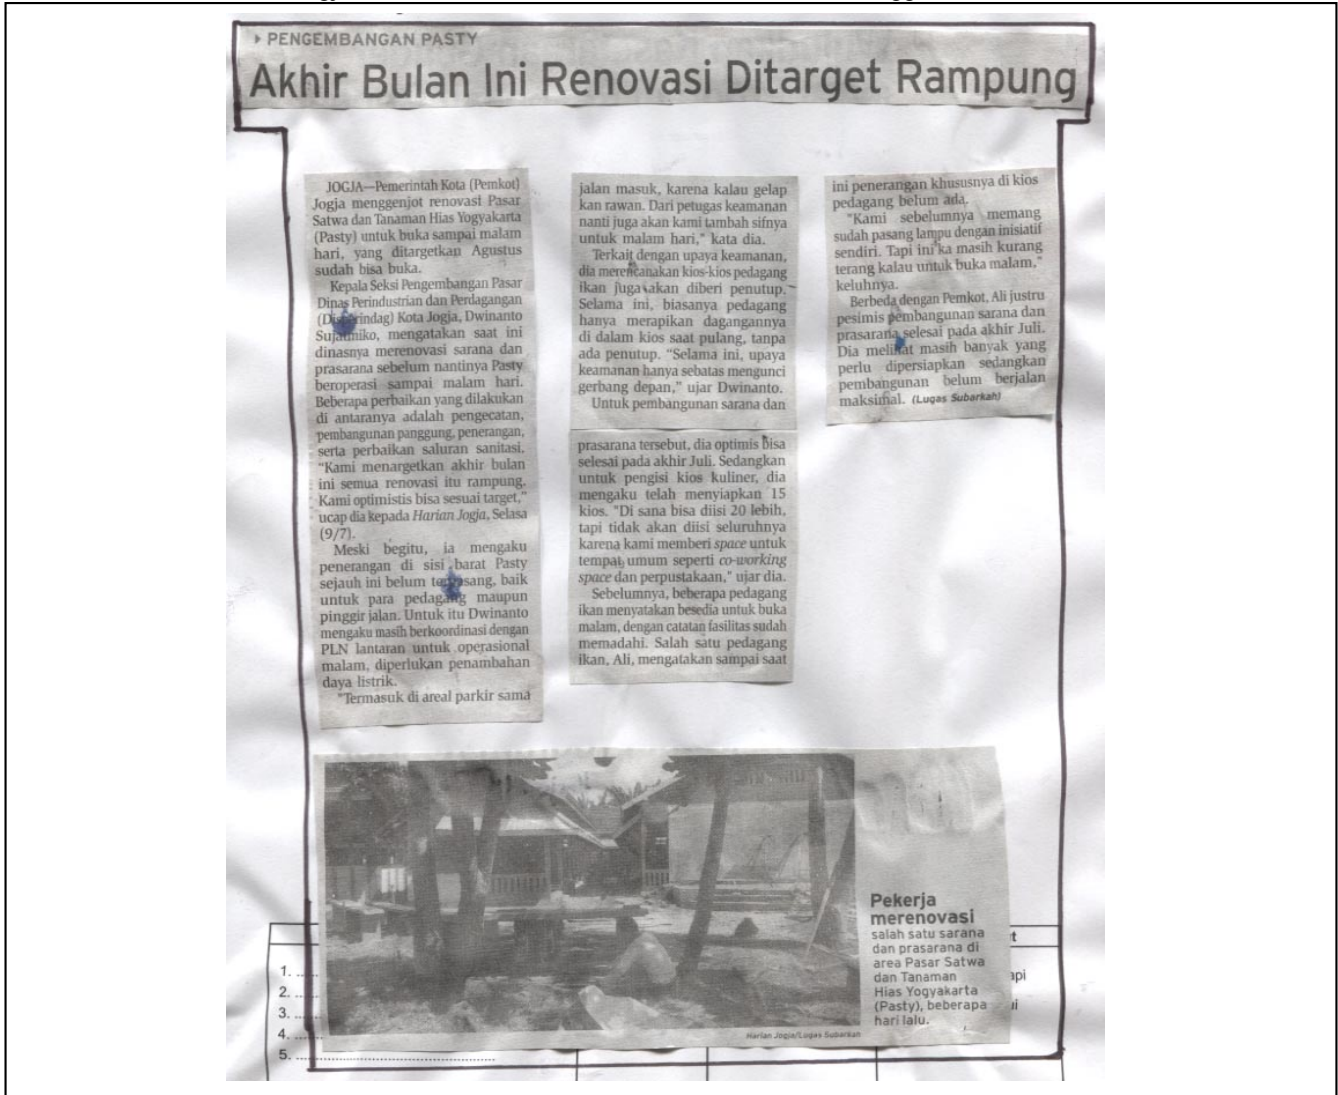 PENGEMBANGAN PASTY
Akhir Bulan Ini Renovasi Ditarget Rampung
JOGJA—Pemerintah Kota (Pemkot)
Jogja menggenjot renovasi Pasar
Satwa dan Tanaman Hias Yogyakarta
(Pasty) untuk buka sampai malam
hari, yang ditargetkan Agustus
sudah bisa buka.
Kepala Seksi Pengembangan Pasar
Dinas Perindustrian dan Perdagangan
(Disperindag) Kota Jogja, Dwinanto
Sujatmiko, mengatakan saat ini
dinasnya merenovasi sarana dan
prasarana sebelum nantinya Pasty
beroperasi sampai malam hari.
Beberapa perbaikan yang dilakukan
di antaranya adalah pengecatan,
pembangunan panggung, penerangan,
serta perbaikan saluran sanitasi.
"Kami menargetkan akhir bulan
ini semua renovasi itu rampung.
Kami optimistis bisa sesuai target,"
ucap dia kepada Harian Jogja, Selasa
(9/7).
Meski begitu, ia mengaku
penerangan di sisi barat Pasty
sejauh ini belum terpasang, baik
untuk para pedagang maupun
pinggir jalan. Untuk itu Dwinanto
mengaku masih berkoordinasi dengan
PLN lantaran untuk operasional
malam, diperlukan penambahan
daya listrik.
"Termasuk di areal parkir sama
jalan masuk, karena kalau gelap
kan rawan. Dari petugas keamanan
nanti juga akan kami tambah sifnya
untuk malam hari," kata dia.
Terkait dengan upaya keamanan,
dia merencanakan kios-kios pedagang
ikan juga akan diberi penutup.
Selama ini, biasanya pedagang
hanya merapikan dagangannya
di dalam kios saat pulang, tanpa
ada penutup. "Selama ini, upaya
keamanan hanya sebatas mengunci
gerbang depan," ujar Dwinanto.
Untuk pembangunan sarana dan
prasarana tersebut, dia optimis bisa
selesai pada akhir Juli. Sedangkan
untuk pengisi kios kuliner, dia
mengaku telah menyiapkan 15
kios. "Di sana bisa diisi 20 lebih,
tapi tidak akan diisi seluruhnya
karena kami memberi space untuk
tempat umum seperti co-working
space dan perpustakaan," ujar dia.
Sebelumnya, beberapa pedagang
ikan menyatakan besedia untuk buka
malam, dengan catatan fasilitas sudah
memadahi. Salah satu pedagang
ikan, Ali, mengatakan sampai saat
ini penerangan khususnya di kios
pedagang belum ada.
"Kami sebelumnya memang
sudah pasang lampu dengan inisiatif
sendiri. Tapi ini ka masih kurang
terang kalau untuk buka malam,"
keluhnya.
Berbeda dengan Pemkot, Ali justru
pesimis pembangunan sarana dan
prasarana selesai pada akhir Juli.
Dia melihat masih banyak yang
perlu dipersiapkan sedangkan
pembangunan belum berjalan
maksimal. (Lugas Subarkah)
Pekerja
merenovasi
salah satu sarana
dan prasarana di
area Pasar Satwa
dan Tanaman
Hias Yogyakarta
(Pasty), beberapa
hari lalu.
Harian Jogja/Lugas Subarkah
1. ....
2. ....
3. ....
4. ....
5. ....